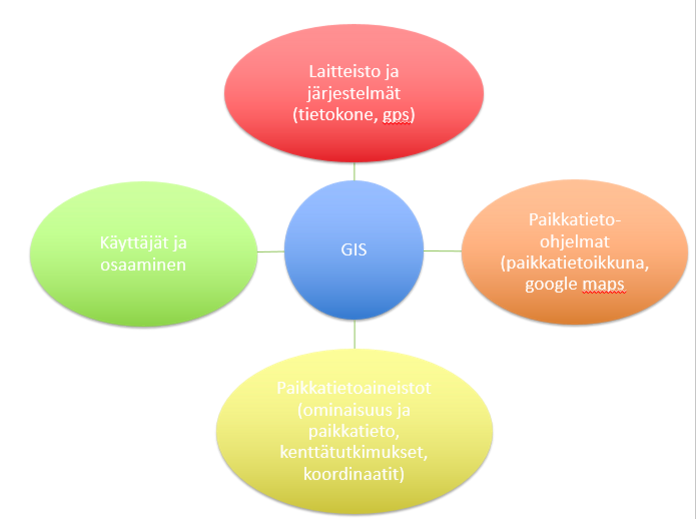 Laitteisto ja
järjestelmät
(tietokone, gps)
Käyttäjät ja
osaaminen
GIS
Paikkatieto-
ohjelmat
(paikkatietoikkuna,
google maps
Paikkatietoaineistot
(ominaisuus ja
paikkatieto,
kenttätutkimukset,
koordinaatit)